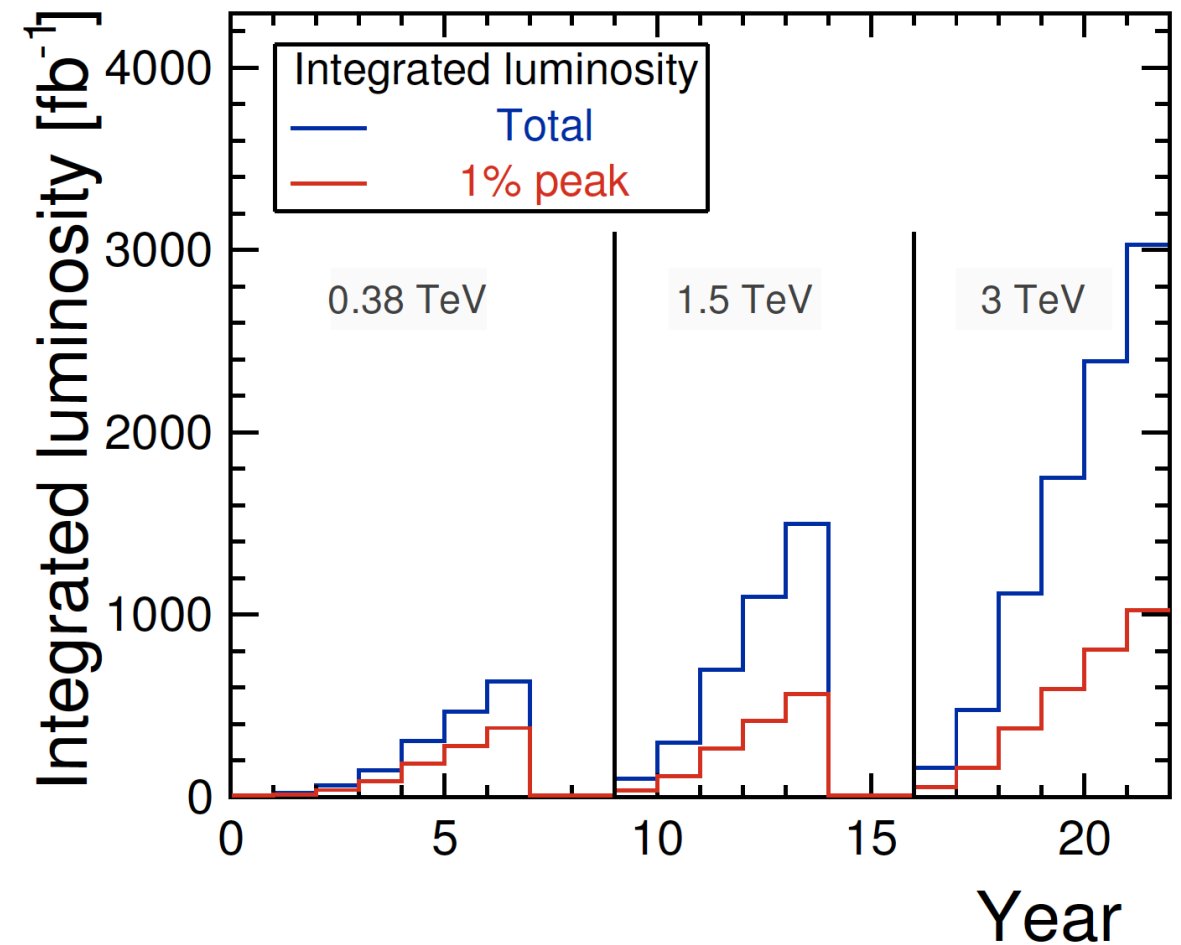 Integrated luminosity [fb⁻¹]
4000
3000
2000
1000
0
Integrated luminosity
Total
1% peak
0.38 TeV
1.5 TeV
3 TeV
0 5 10 15 20
Year